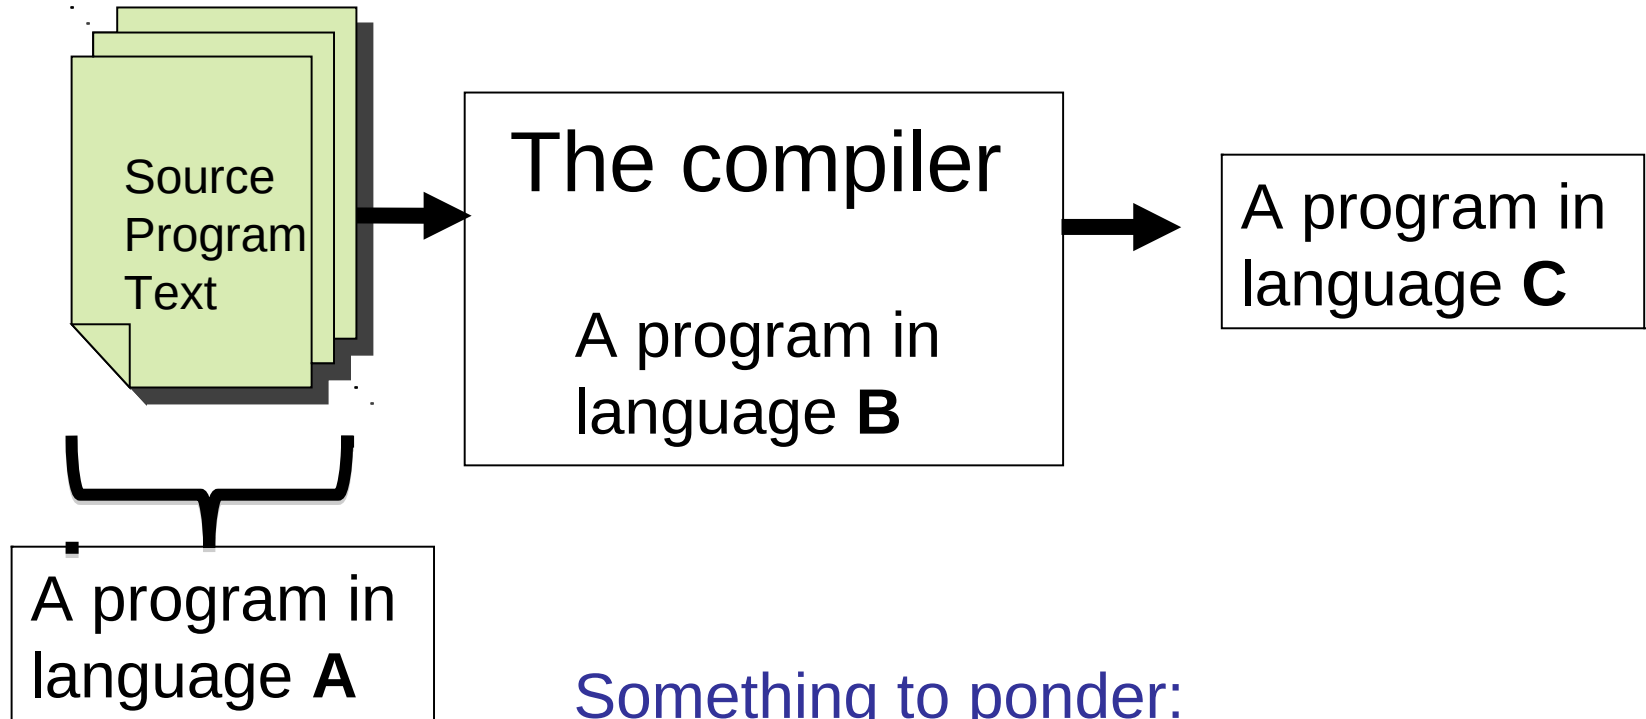 Source
Program
Text
The compiler
A program in
language B
A program in
language C
A program in
language A
Something to ponder: